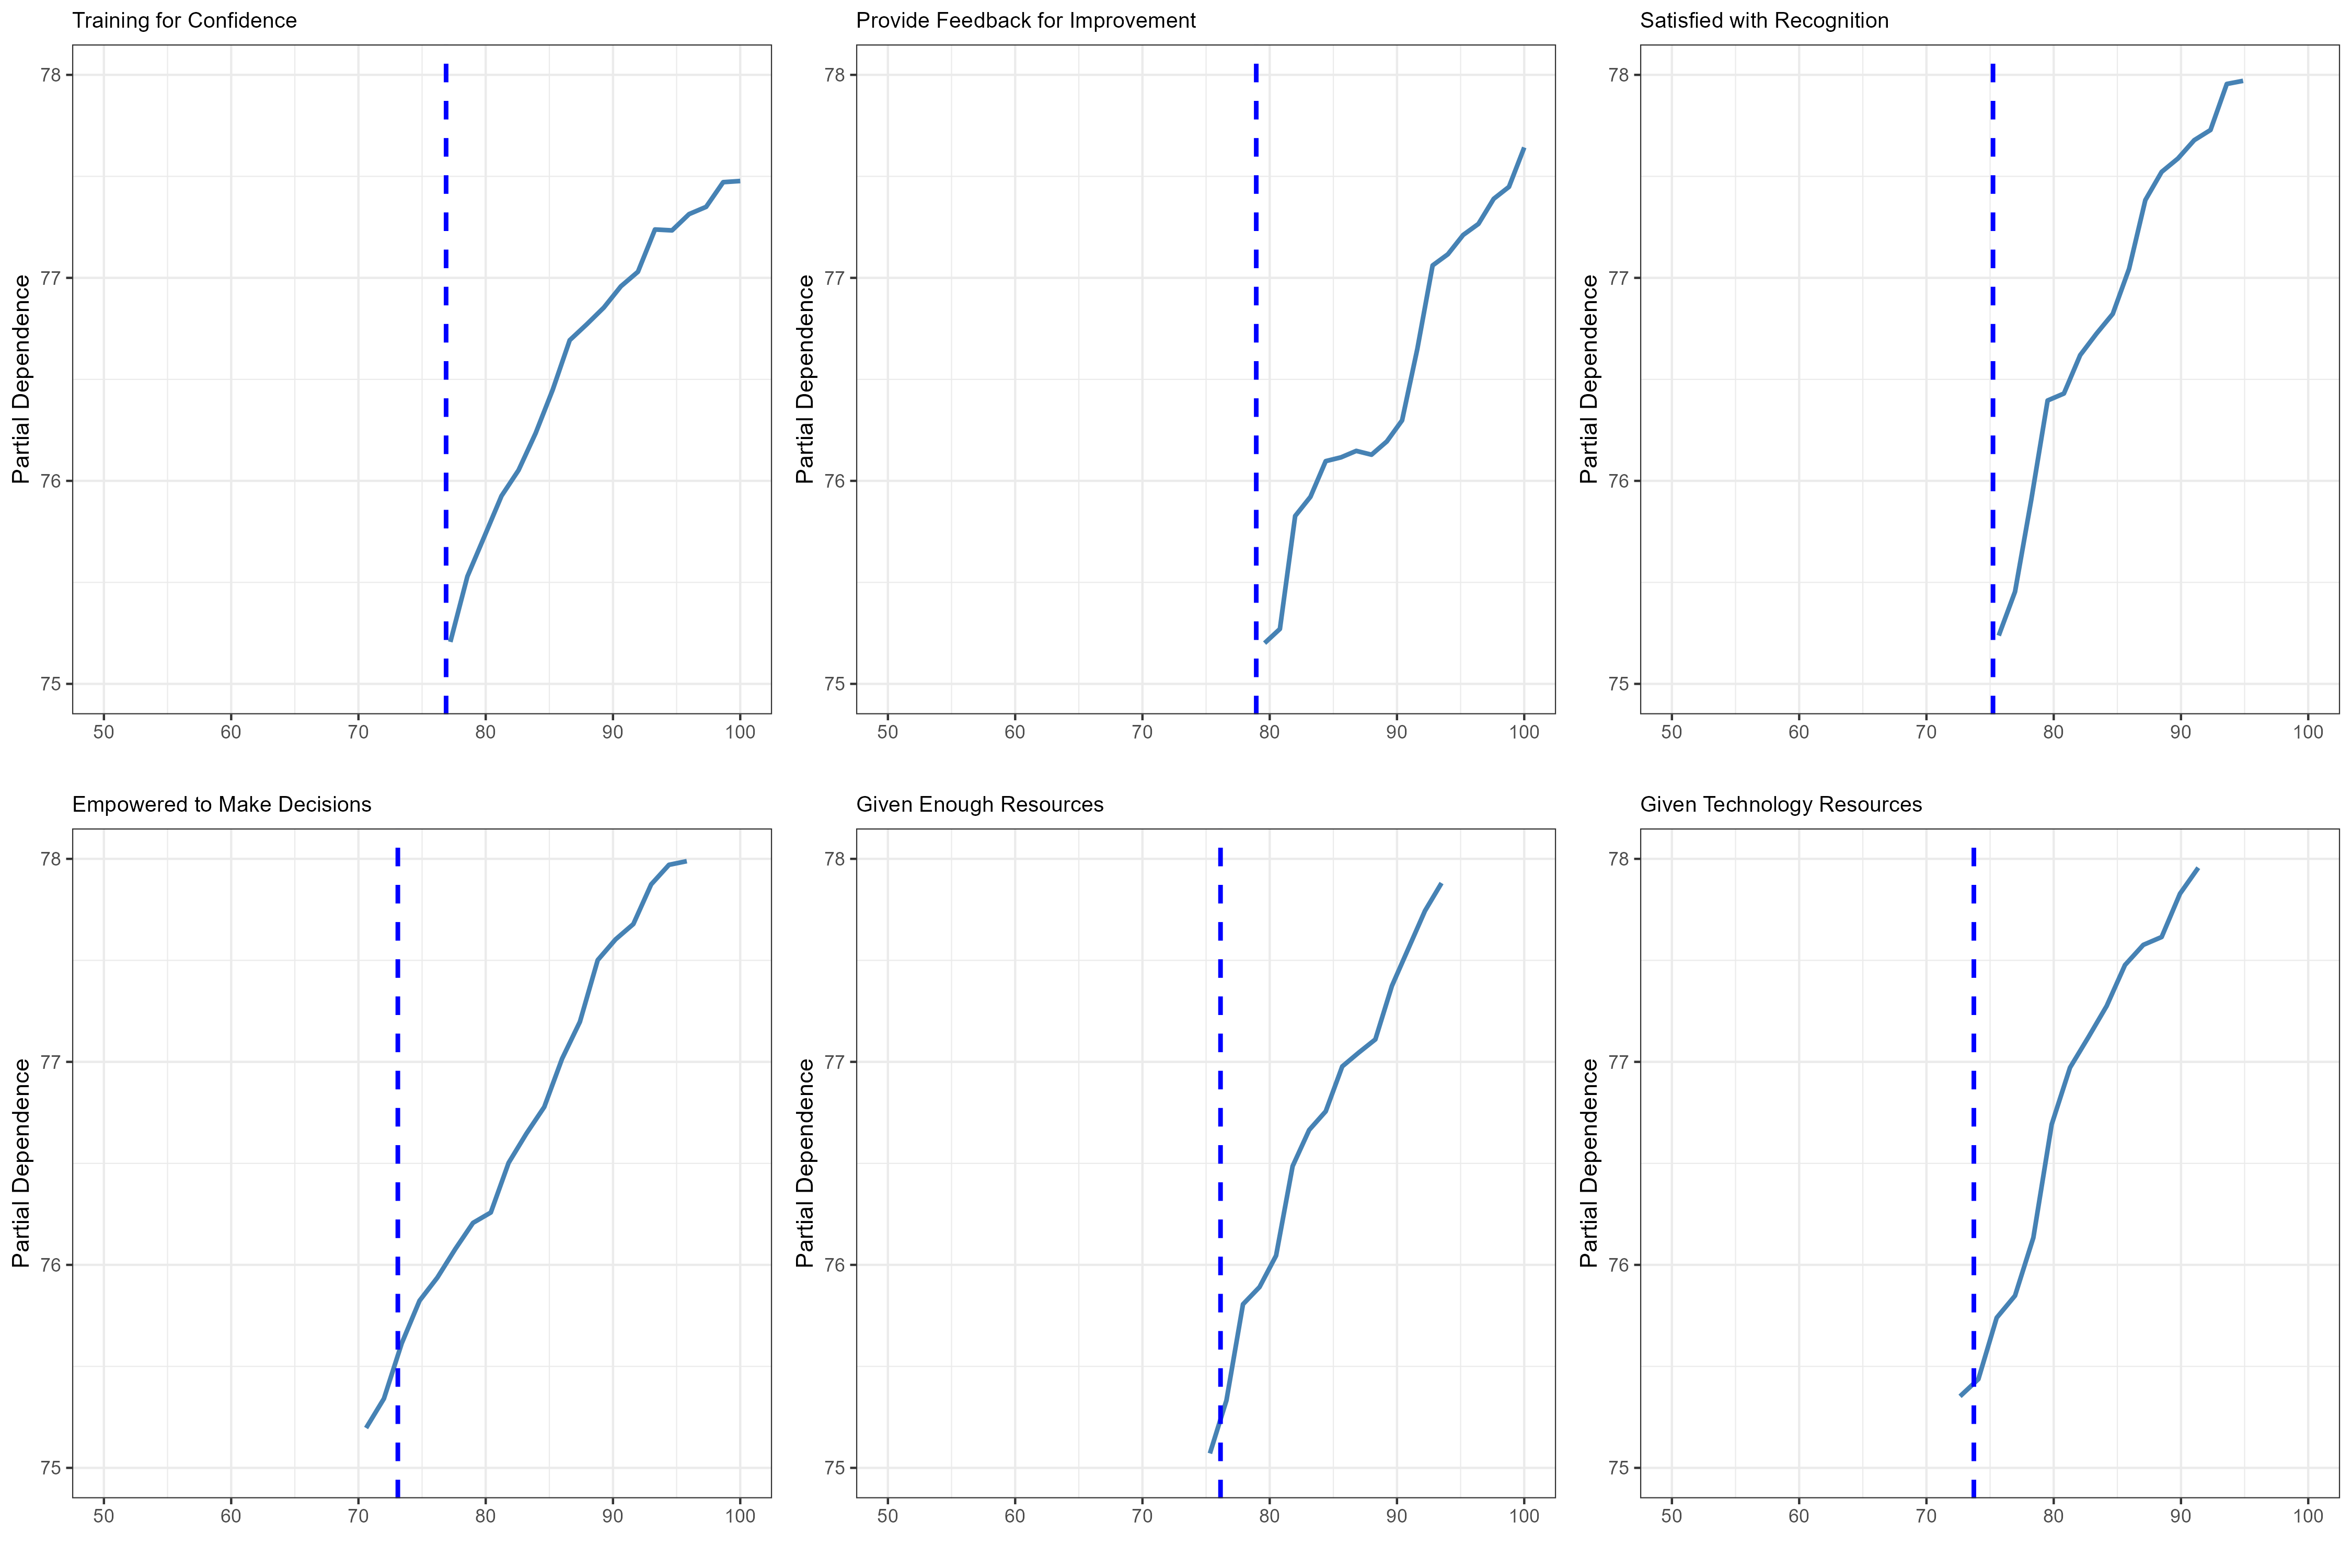 Training for Confidence
Provide Feedback for Improvement
Satisfied with Recognition
Partial Dependence
78
77
76
75
50 60 70 80 90 100
Partial Dependence
78
77
76
75
50 60 70 80 90 100
Partial Dependence
78
77
76
75
50 60 70 80 90 100
Empowered to Make Decisions
Given Enough Resources
Given Technology Resources
Partial Dependence
78
77
76
75
50 60 70 80 90 100
Partial Dependence
78
77
76
75
50 60 70 80 90 100
Partial Dependence
78
77
76
75
50 60 70 80 90 100